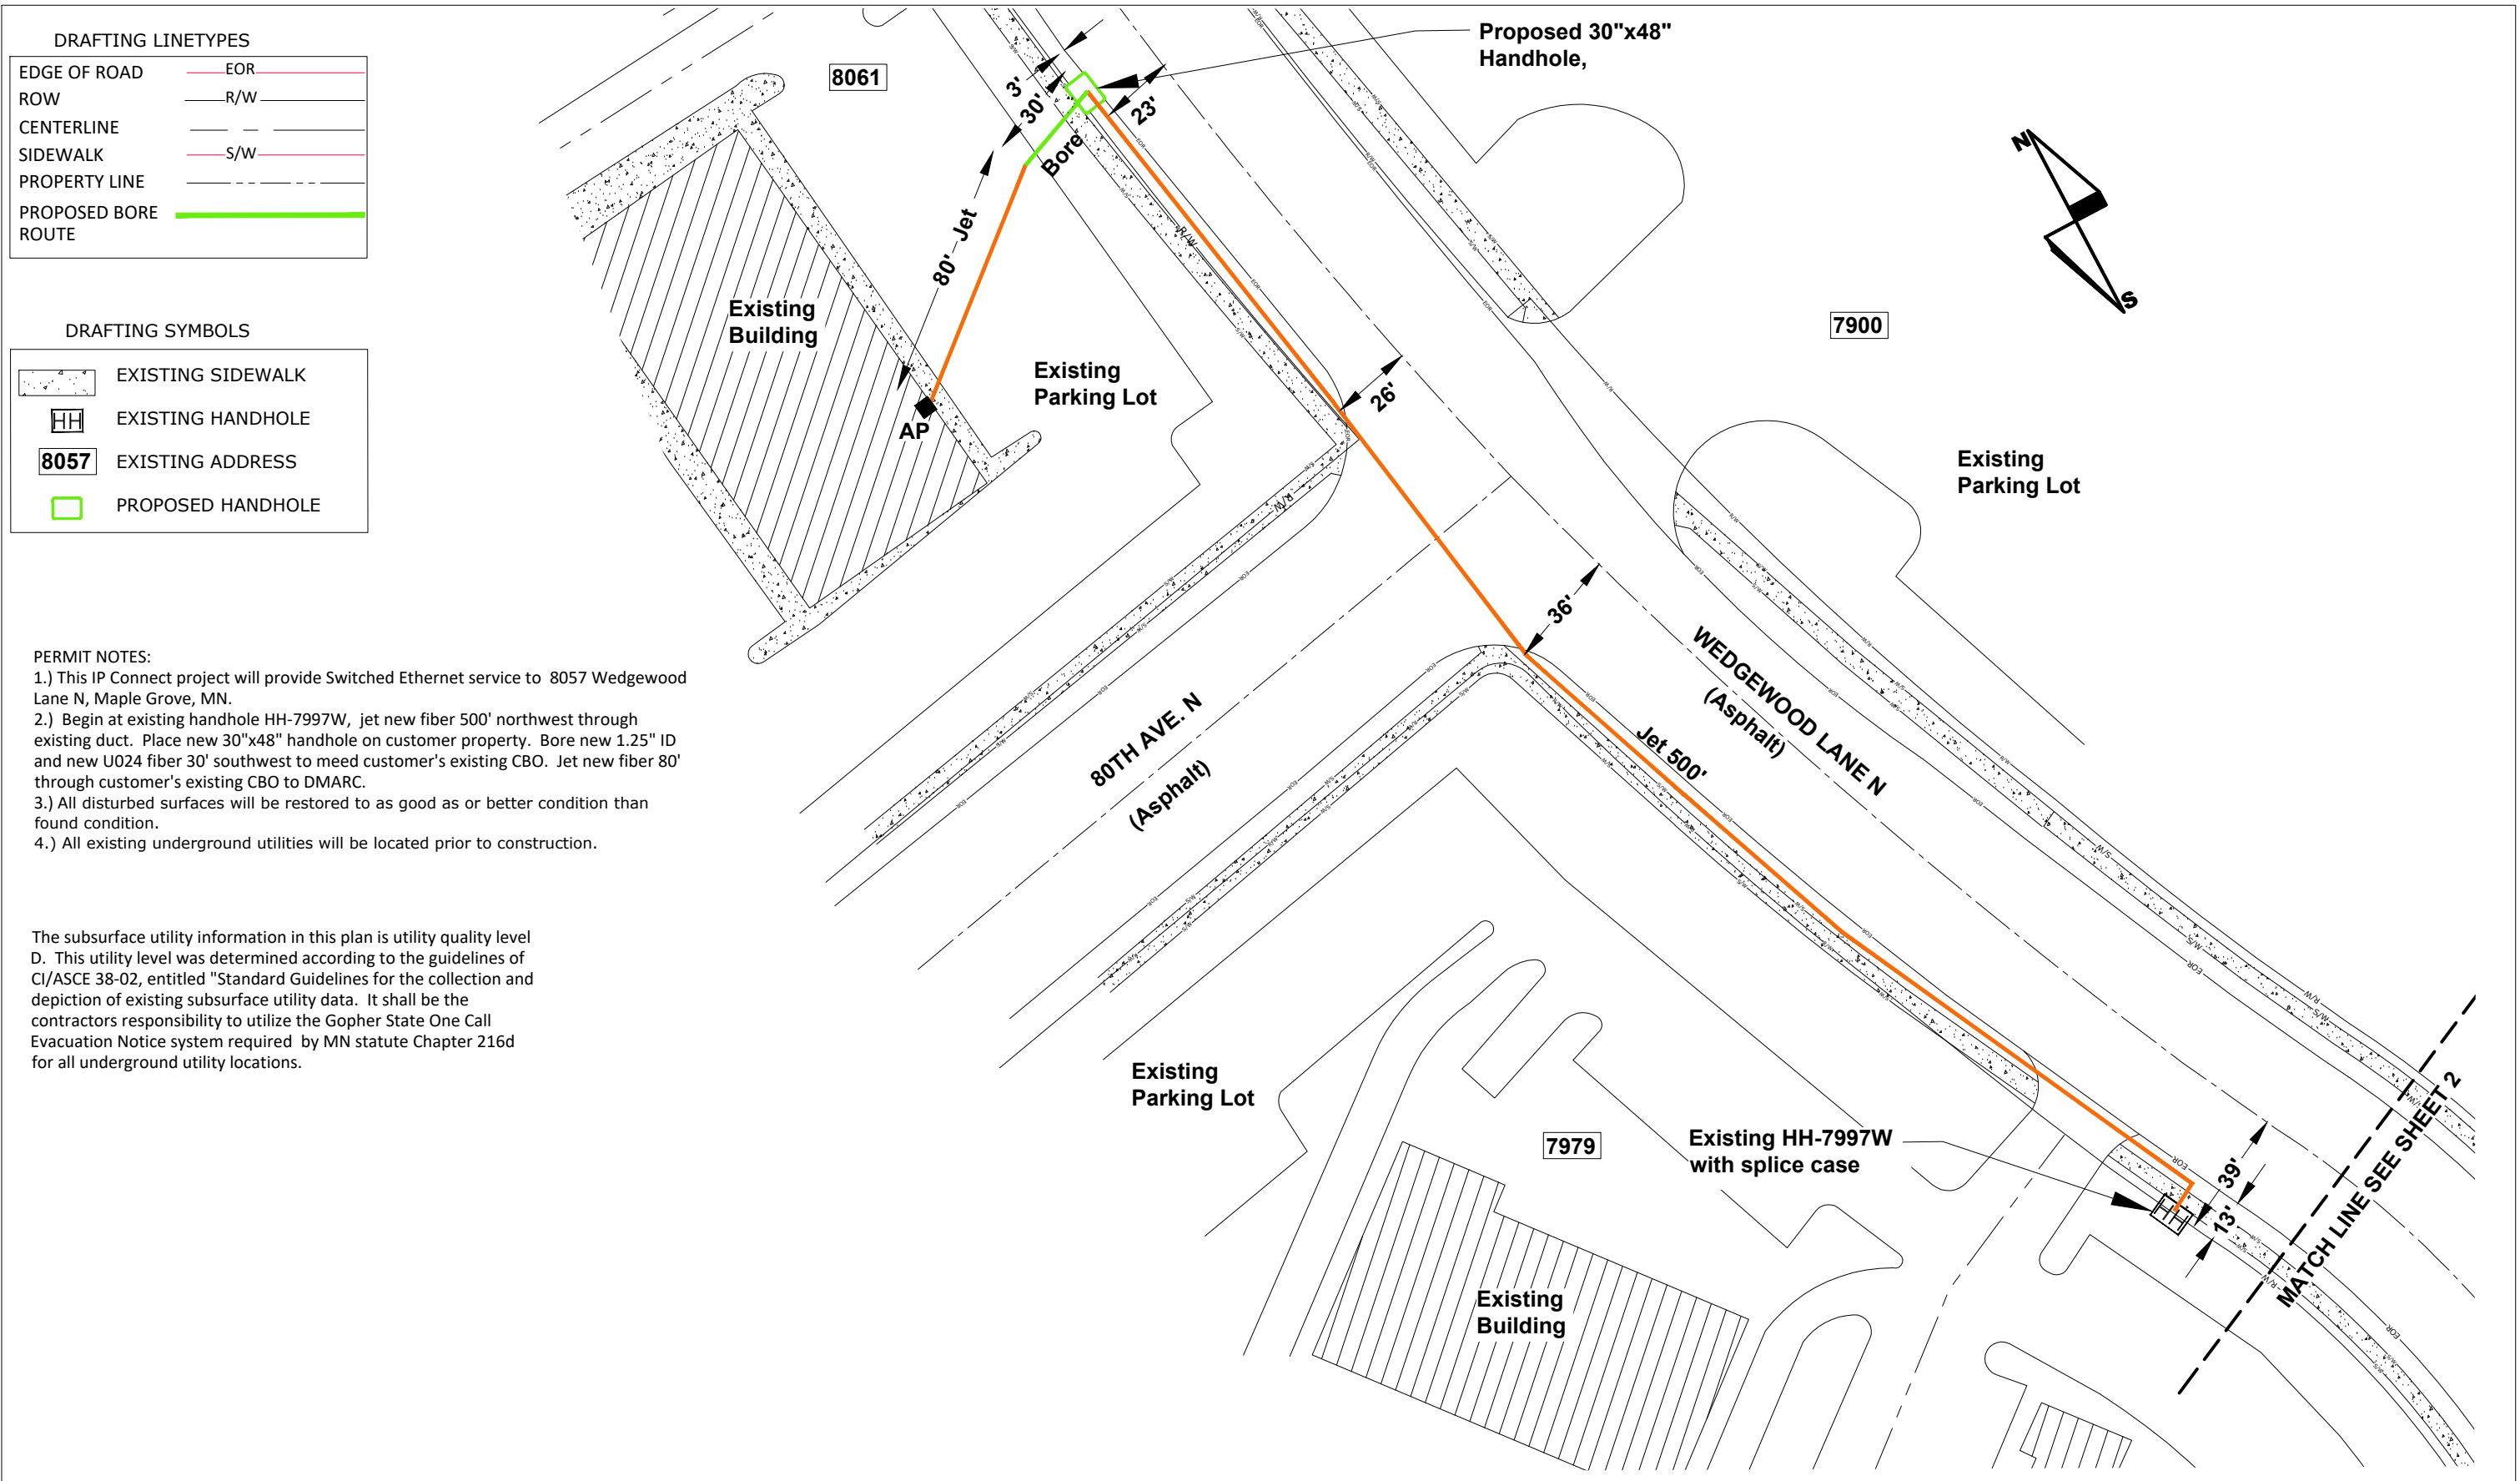 DRAFTING LINETYPES
EDGE OF ROAD
EOR
ROW
R/W
CENTERLINE
SIDEWALK
S/W
PROPERTY LINE
PROPOSED BORE
ROUTE
DRAFTING SYMBOLS
EXISTING SIDEWALK
HH
EXISTING HANDHOLE
8057
EXISTING ADDRESS
PROPOSED HANDHOLE
PERMIT NOTES:
1.) This IP Connect project will provide Switched Ethernet service to 8057 Wedgewood
Lane N, Maple Grove, MN.
2.) Begin at existing handhole HH-7997W, jet new fiber 500' northwest through
existing duct. Place new 30"x48" handhole on customer property. Bore new 1.25" ID
and new U024 fiber 30' southwest to meed customer's existing CBO. Jet new fiber 80'
through customer's existing CBO to DMARC.
3.) All disturbed surfaces will be restored to as good as or better condition than
found condition.
4.) All existing underground utilities will be located prior to construction.
The subsurface utility information in this plan is utility quality level
D. This utility level was determined according to the guidelines of
CI/ASCE 38-02, entitled "Standard Guidelines for the collection and
depiction of existing subsurface utility data. It shall be the
contractors responsibility to utilize the Gopher State One Call
Evacuation Notice system required by MN statute Chapter 216d
for all underground utility locations.
8061
Proposed 30"x48"
Handhole,
3'
30'
23'
Bore
80' Jet
R/W
Existing
Building
AP
Existing
Parking Lot
26'
N
S
7900
Existing
Parking Lot
R/W
36'
WEDGEWOOD LANE N
(Asphalt)
80TH AVE. N
(Asphalt)
Jet 500'
Existing
Parking Lot
7979
Existing HH-7997W
with splice case
HH
39'
13'
EOR
R/W
S/W
MATCH LINE SEE SHEET 2
Existing
Building